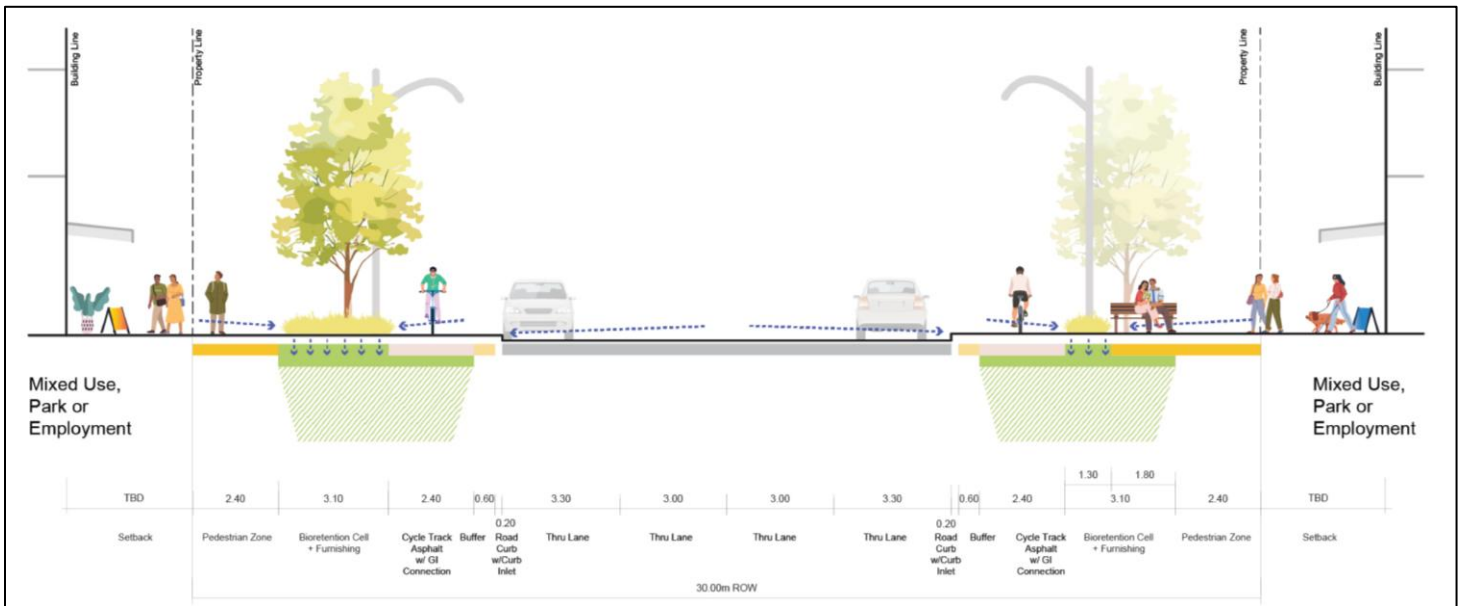 Building Line
Property Line
Property Line
Building Line
Mixed Use,
Park or
Employment
Mixed Use,
Park or
Employment
1.30 1.80
TBD 2.40 3.10 2.40 0.60 3.30 3.00 3.00 3.30 0.60 2.40 3.10 2.40 TBD
0.20 0.20
Setback Pedestrian Zone Bioretention Cell Cycle Track Buffer Road Thru Lane Thru Lane Thru Lane Thru Lane Road Buffer Cycle Track Bioretention Cell Pedestrian Zone Setback
+ Furnishing Asphalt Curb Curb Asphalt + Furnishing
w/ GI w/Curb w/Curb w/ GI
Connection Inlet Inlet Connection
30.00m ROW